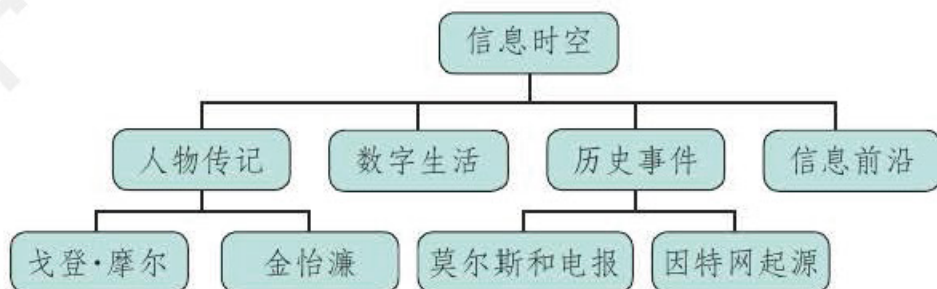 信息时空
人物传记
数字生活
历史事件
信息前沿
戈登·摩尔
金怡濂
莫尔斯和电报
因特网起源